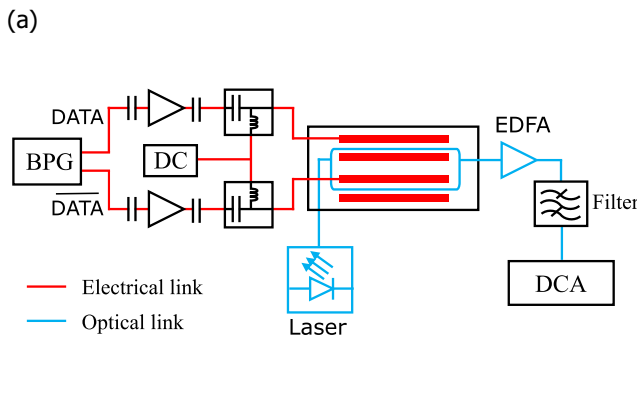 (a)
DATA
EDFA
BPG
DC
DATA
Filter
Electrical link
DCA
Optical link
Laser